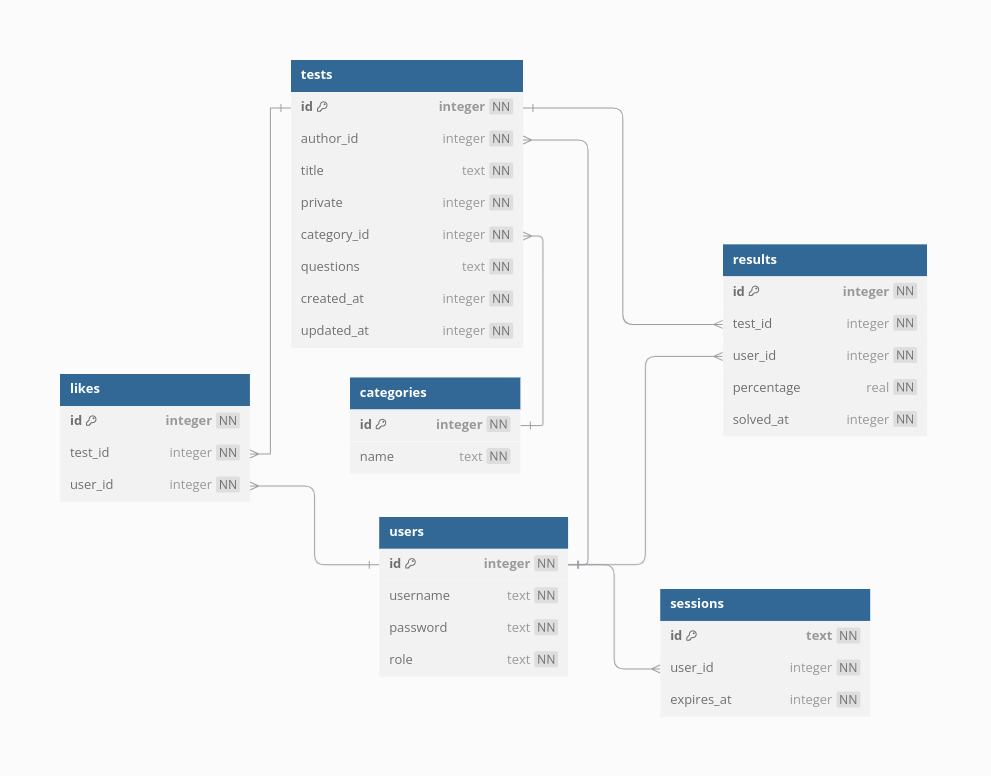 tests
id integer NN
author_id integer NN
title text NN
private integer NN
category_id integer NN
questions text NN
created_at integer NN
updated_at integer NN
results
id integer NN
test_id integer NN
user_id integer NN
percentage real NN
solved_at integer NN
likes
id integer NN
test_id integer NN
user_id integer NN
categories
id integer NN
name text NN
users
id integer NN
username text NN
password text NN
role text NN
sessions
id text NN
user_id integer NN
expires_at integer NN